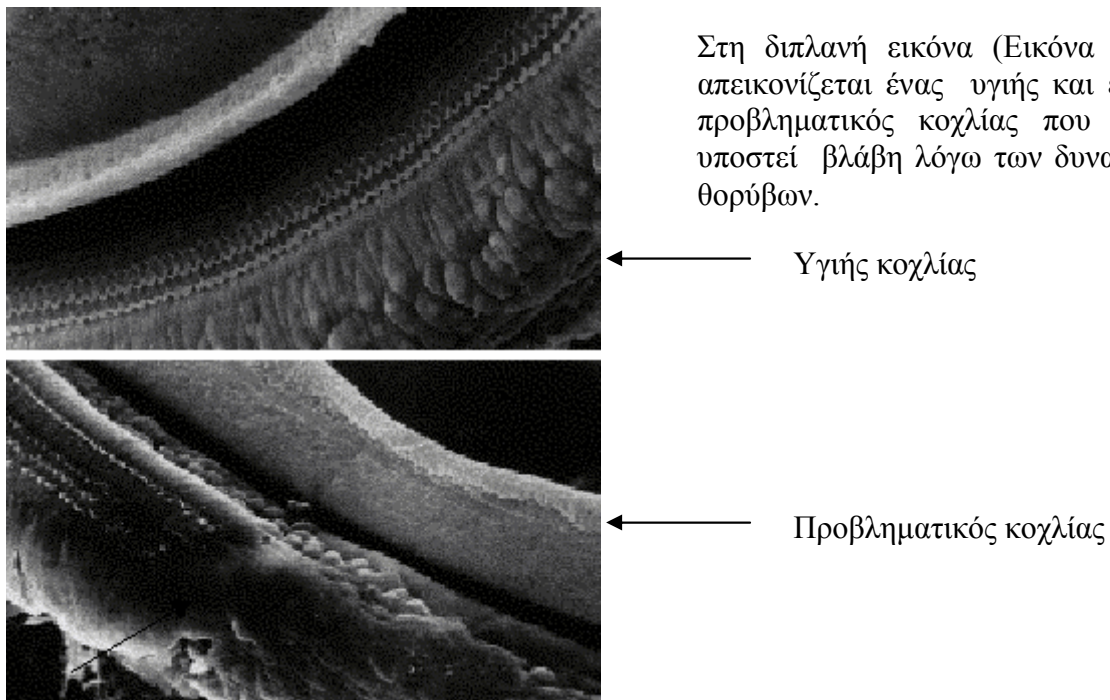 Στη διπλανή εικόνα (Εικόνα
απεικονίζεται ένας υγιής και
προβληματικός κοχλίας που
υποστεί βλάβη λόγω των
θορύβων.
Υγιής κοχλίας
Προβληματικός κοχλίας